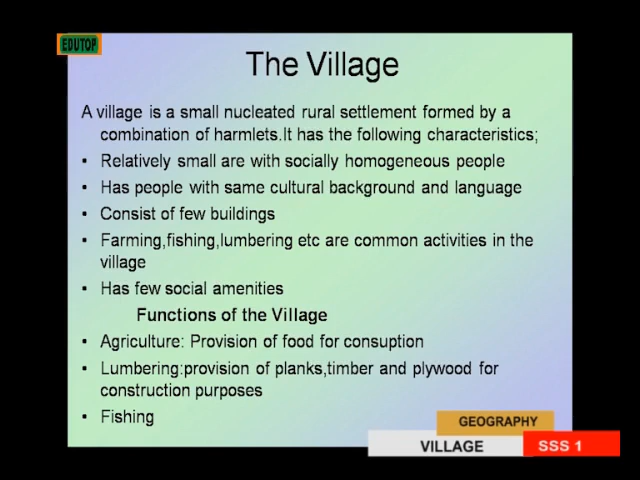 EDUTOP
The Village
A village is a small nucleated rural settlement formed by a
combination of harmlets.It has the following characteristics;
• Relatively small are with socially homogeneous people
• Has people with same cultural background and language
• Consist of few buildings
• Farming,fishing,lumbering etc are common activities in the
village
• Has few social amenities
Functions of the Village
• Agriculture: Provision of food for consuption
• Lumbering:provision of planks,timber and plywood for
construction purposes
• Fishing
GEOGRAPHY
VILLAGE SSS 1